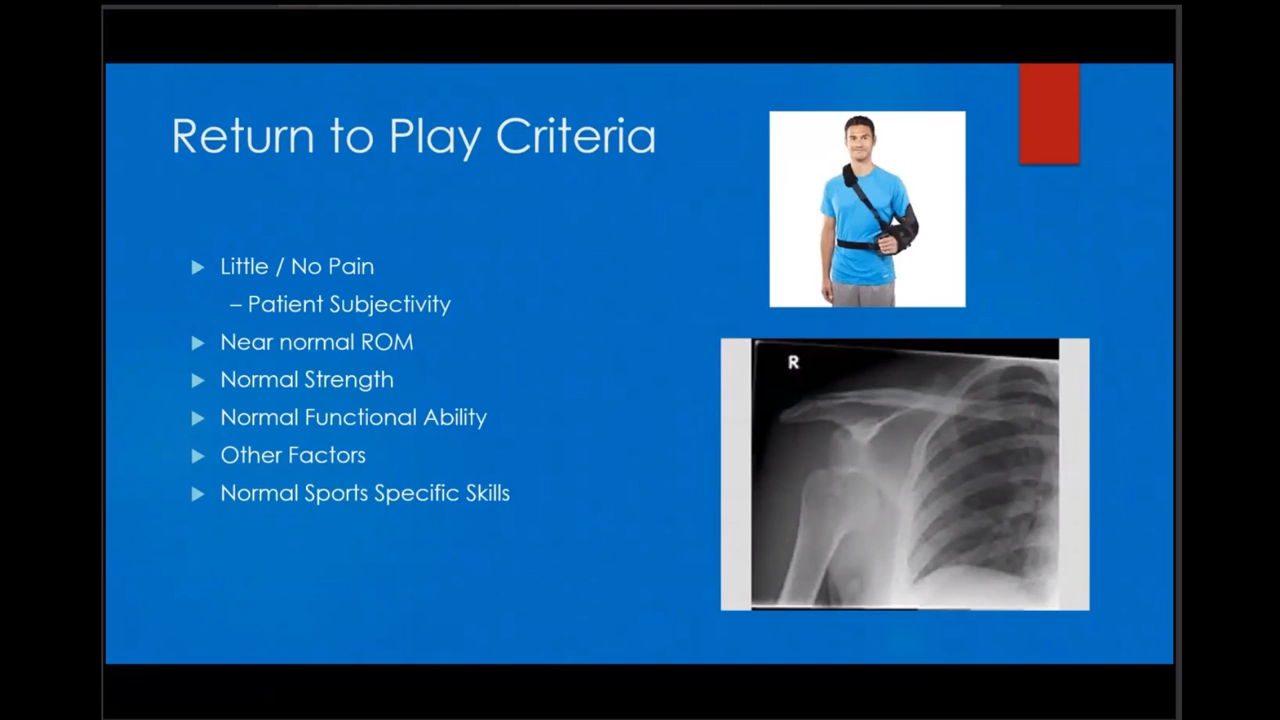 Return to Play Criteria
Little / No Pain
– Patient Subjectivity
Near normal ROM
Normal Strength
Normal Functional Ability
Other Factors
Normal Sports Specific Skills
R